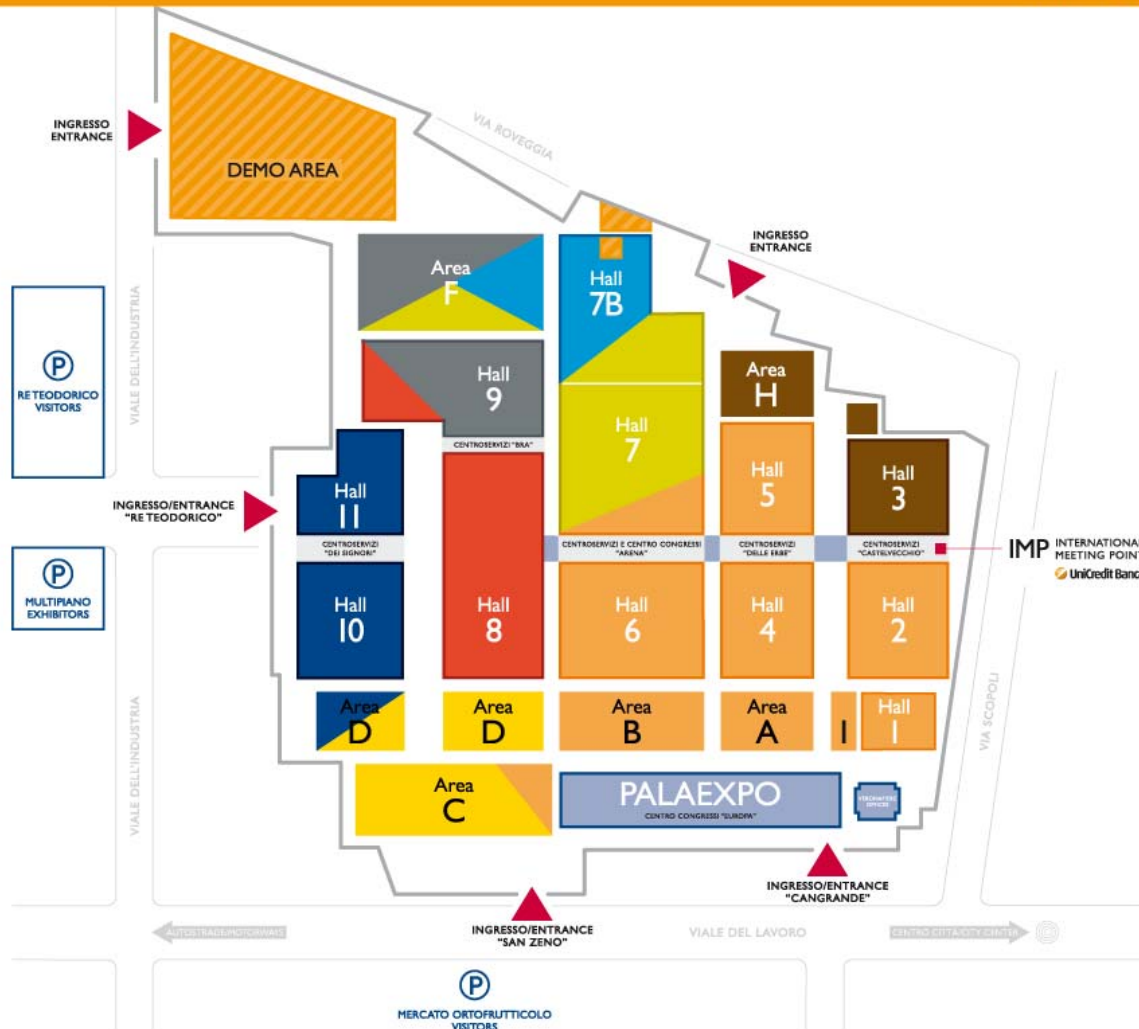 VIA ROVEGGIA
INGRESSO
ENTRANCE
DEMO AREA
INGRESSO
ENTRANCE
Area
F
Hall
7B
VIALE DELL'INDUSTRIA
P
RE TEODORICO
VISITORS
Area
H
Hall
9
Hall
7
CENTROSERVIZI "BRA"
Hall
5
Hall
3
Hall
11
INGRESSO/ENTRANCE
"RE TEODORICO"
CENTROSERVIZI
"DEI SIGNORI"
CENTROSERVIZI E CENTRO CONGRESSI
"ARENA"
CENTROSERVIZI
"DELLE ERBE"
CENTROSERVIZI
"CASTELVECCHIO"
IMP
INTERNATIONAL
MEETING POINT
UniCredit Banc
P
MULTIPIANO
EXHIBITORS
Hall
10
Hall
8
Hall
6
Hall
4
Hall
2
VIA SCOPOLI
VIALE DELL'INDUSTRIA
Area
D
Area
D
Area
B
Area
A
I
Hall
1
Area
C
PALAEXPO
CENTRO CONGRESSI "EUROPA"
VERONAFIERE
OFFICES
INGRESSO/ENTRANCE
"CANGRANDE"
INGRESSO/ENTRANCE
"SAN ZENO"
AUTOSTRADE/MOTORWAYS
VIALE DEL LAVORO
CENTRO CITTÀ/CITY CENTER
P
MERCATO ORTOFRUTTICOLO
VISITORS